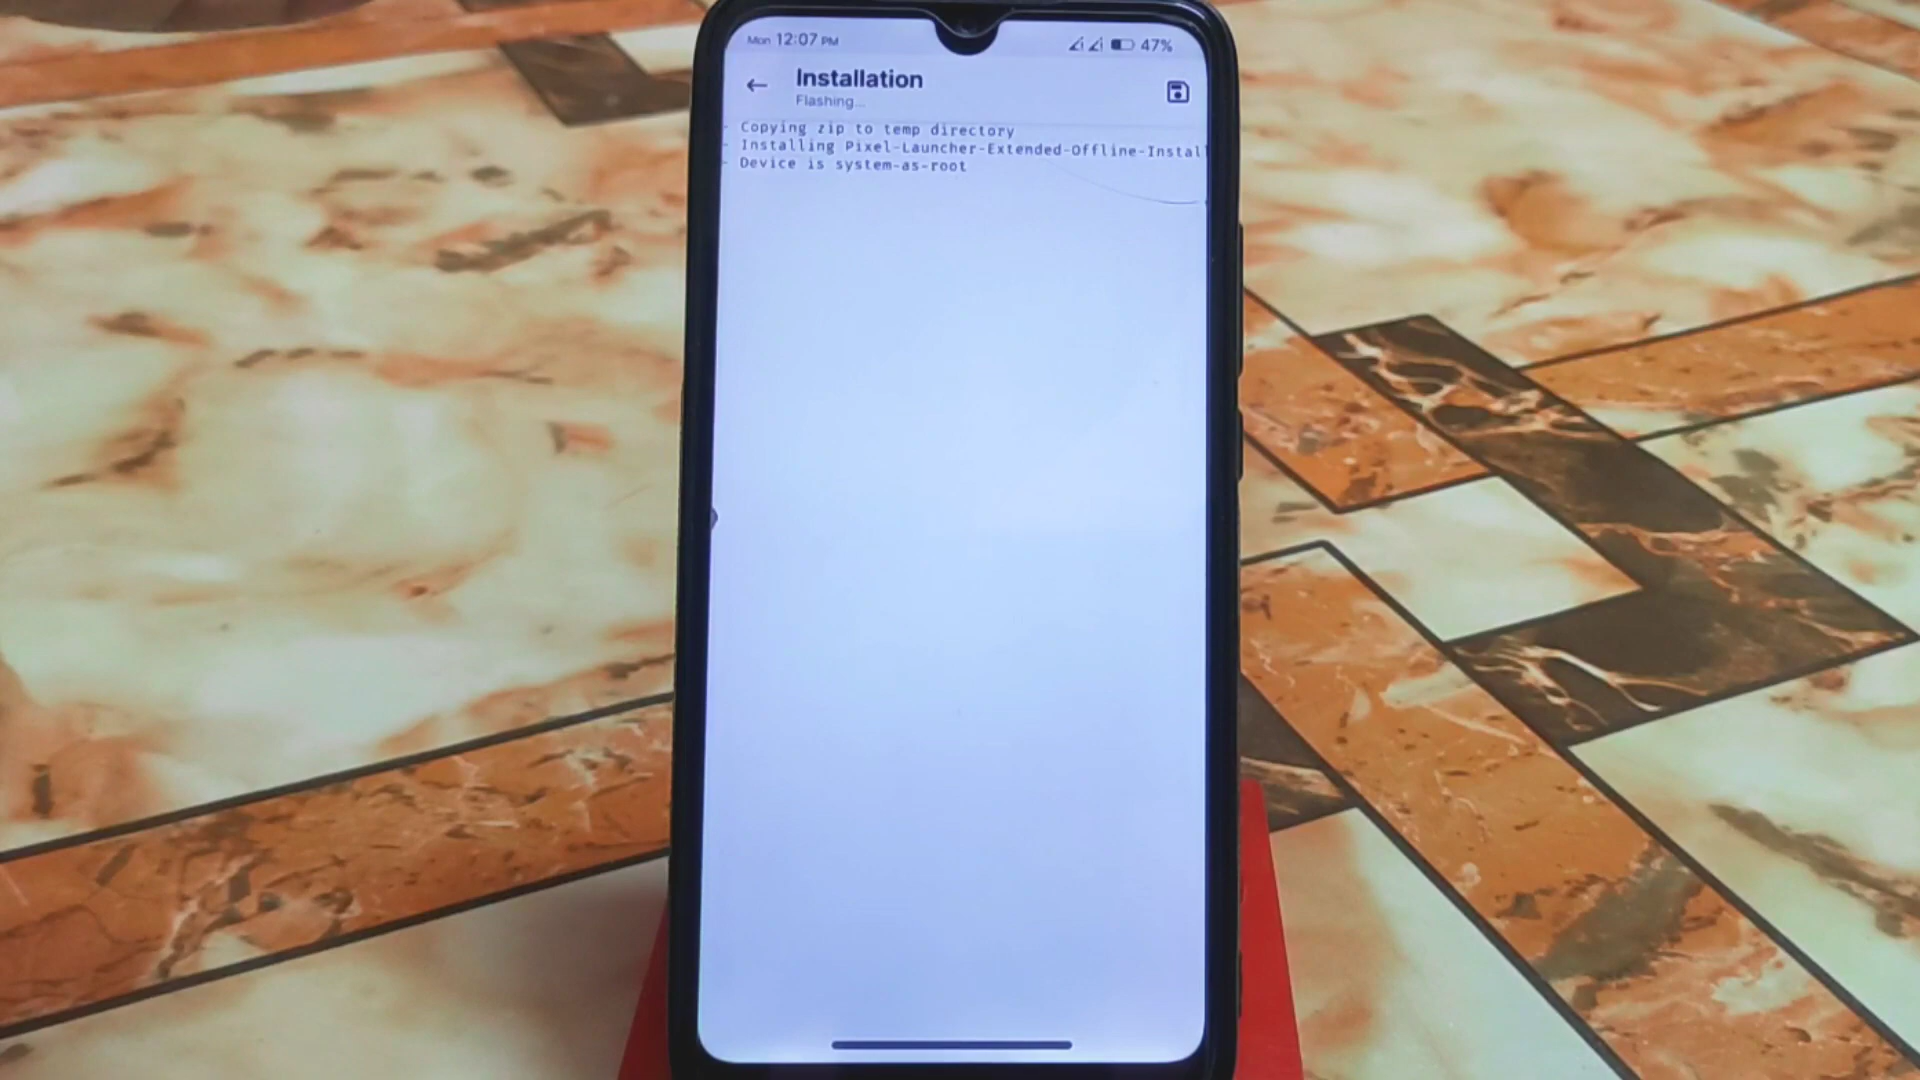 Mon 12:07 PM 47%
Installation
Flashing...
- Copying zip to temp directory
- Installing Pixel-Launcher-Extended-Offline-Instal
- Device is system-as-root